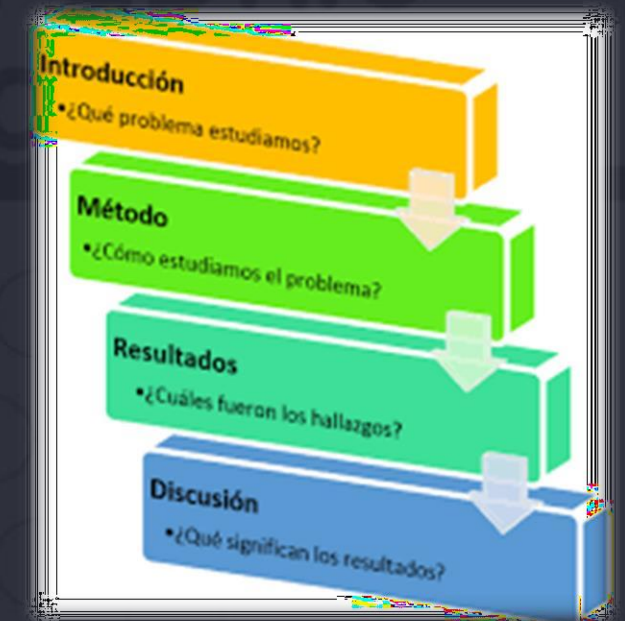 Introducción
•¿Qué problema estudiamos?
Método
•¿Cómo estudiamos el problema?
Resultados
•¿Cuáles fueron los hallazgos?
Discusión
•¿Qué significan los resultados?